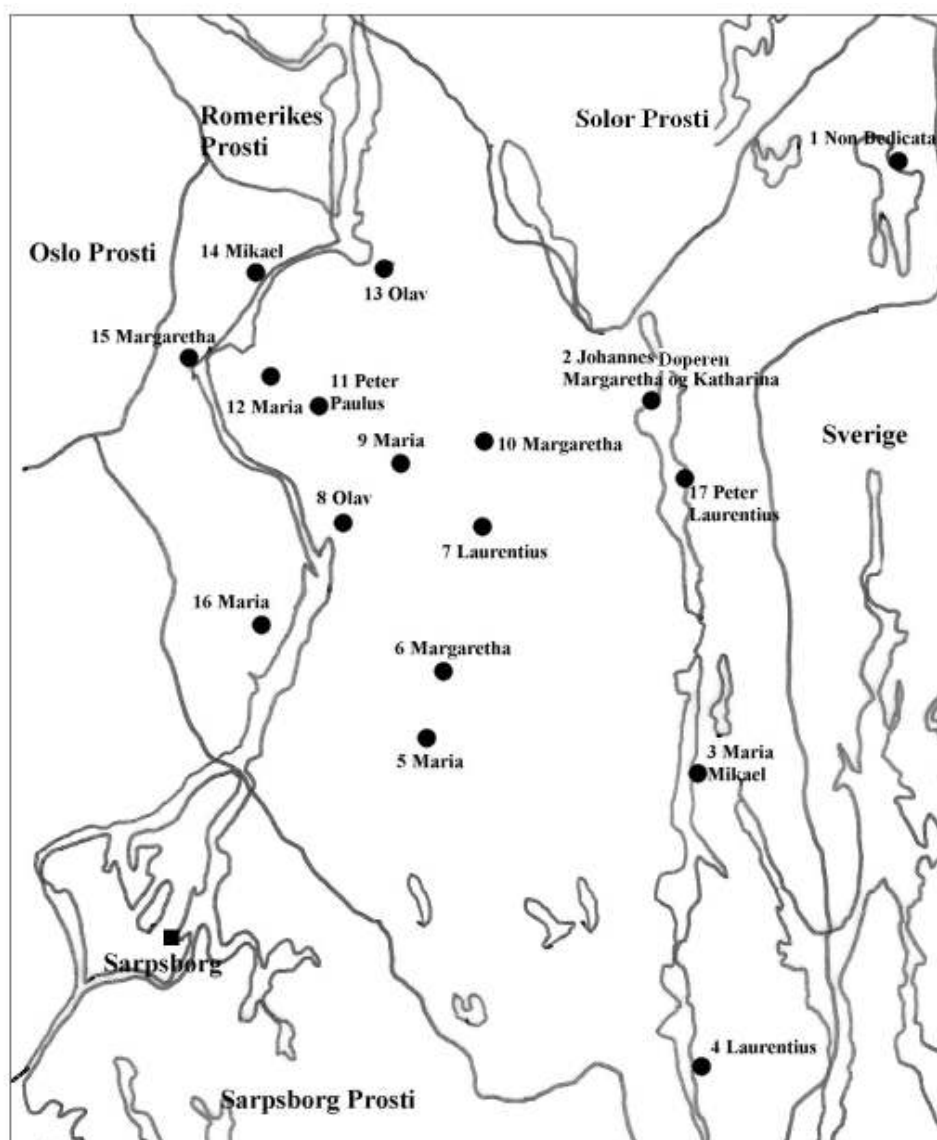 Romerikes
Prosti
Solør Prosti
1 Non Dedicata
Oslo Prosti
14 Mikael
13 Olav
15 Margaretha
2 Johannes Døperen
Margaretha og Katharina
11 Peter
Paulus
12 Maria
9 Maria
10 Margaretha
Sverige
17 Peter
Laurentius
8 Olav
7 Laurentius
16 Maria
6 Margaretha
5 Maria
3 Maria
Mikael
Sarpsborg
4 Laurentius
Sarpsborg Prosti